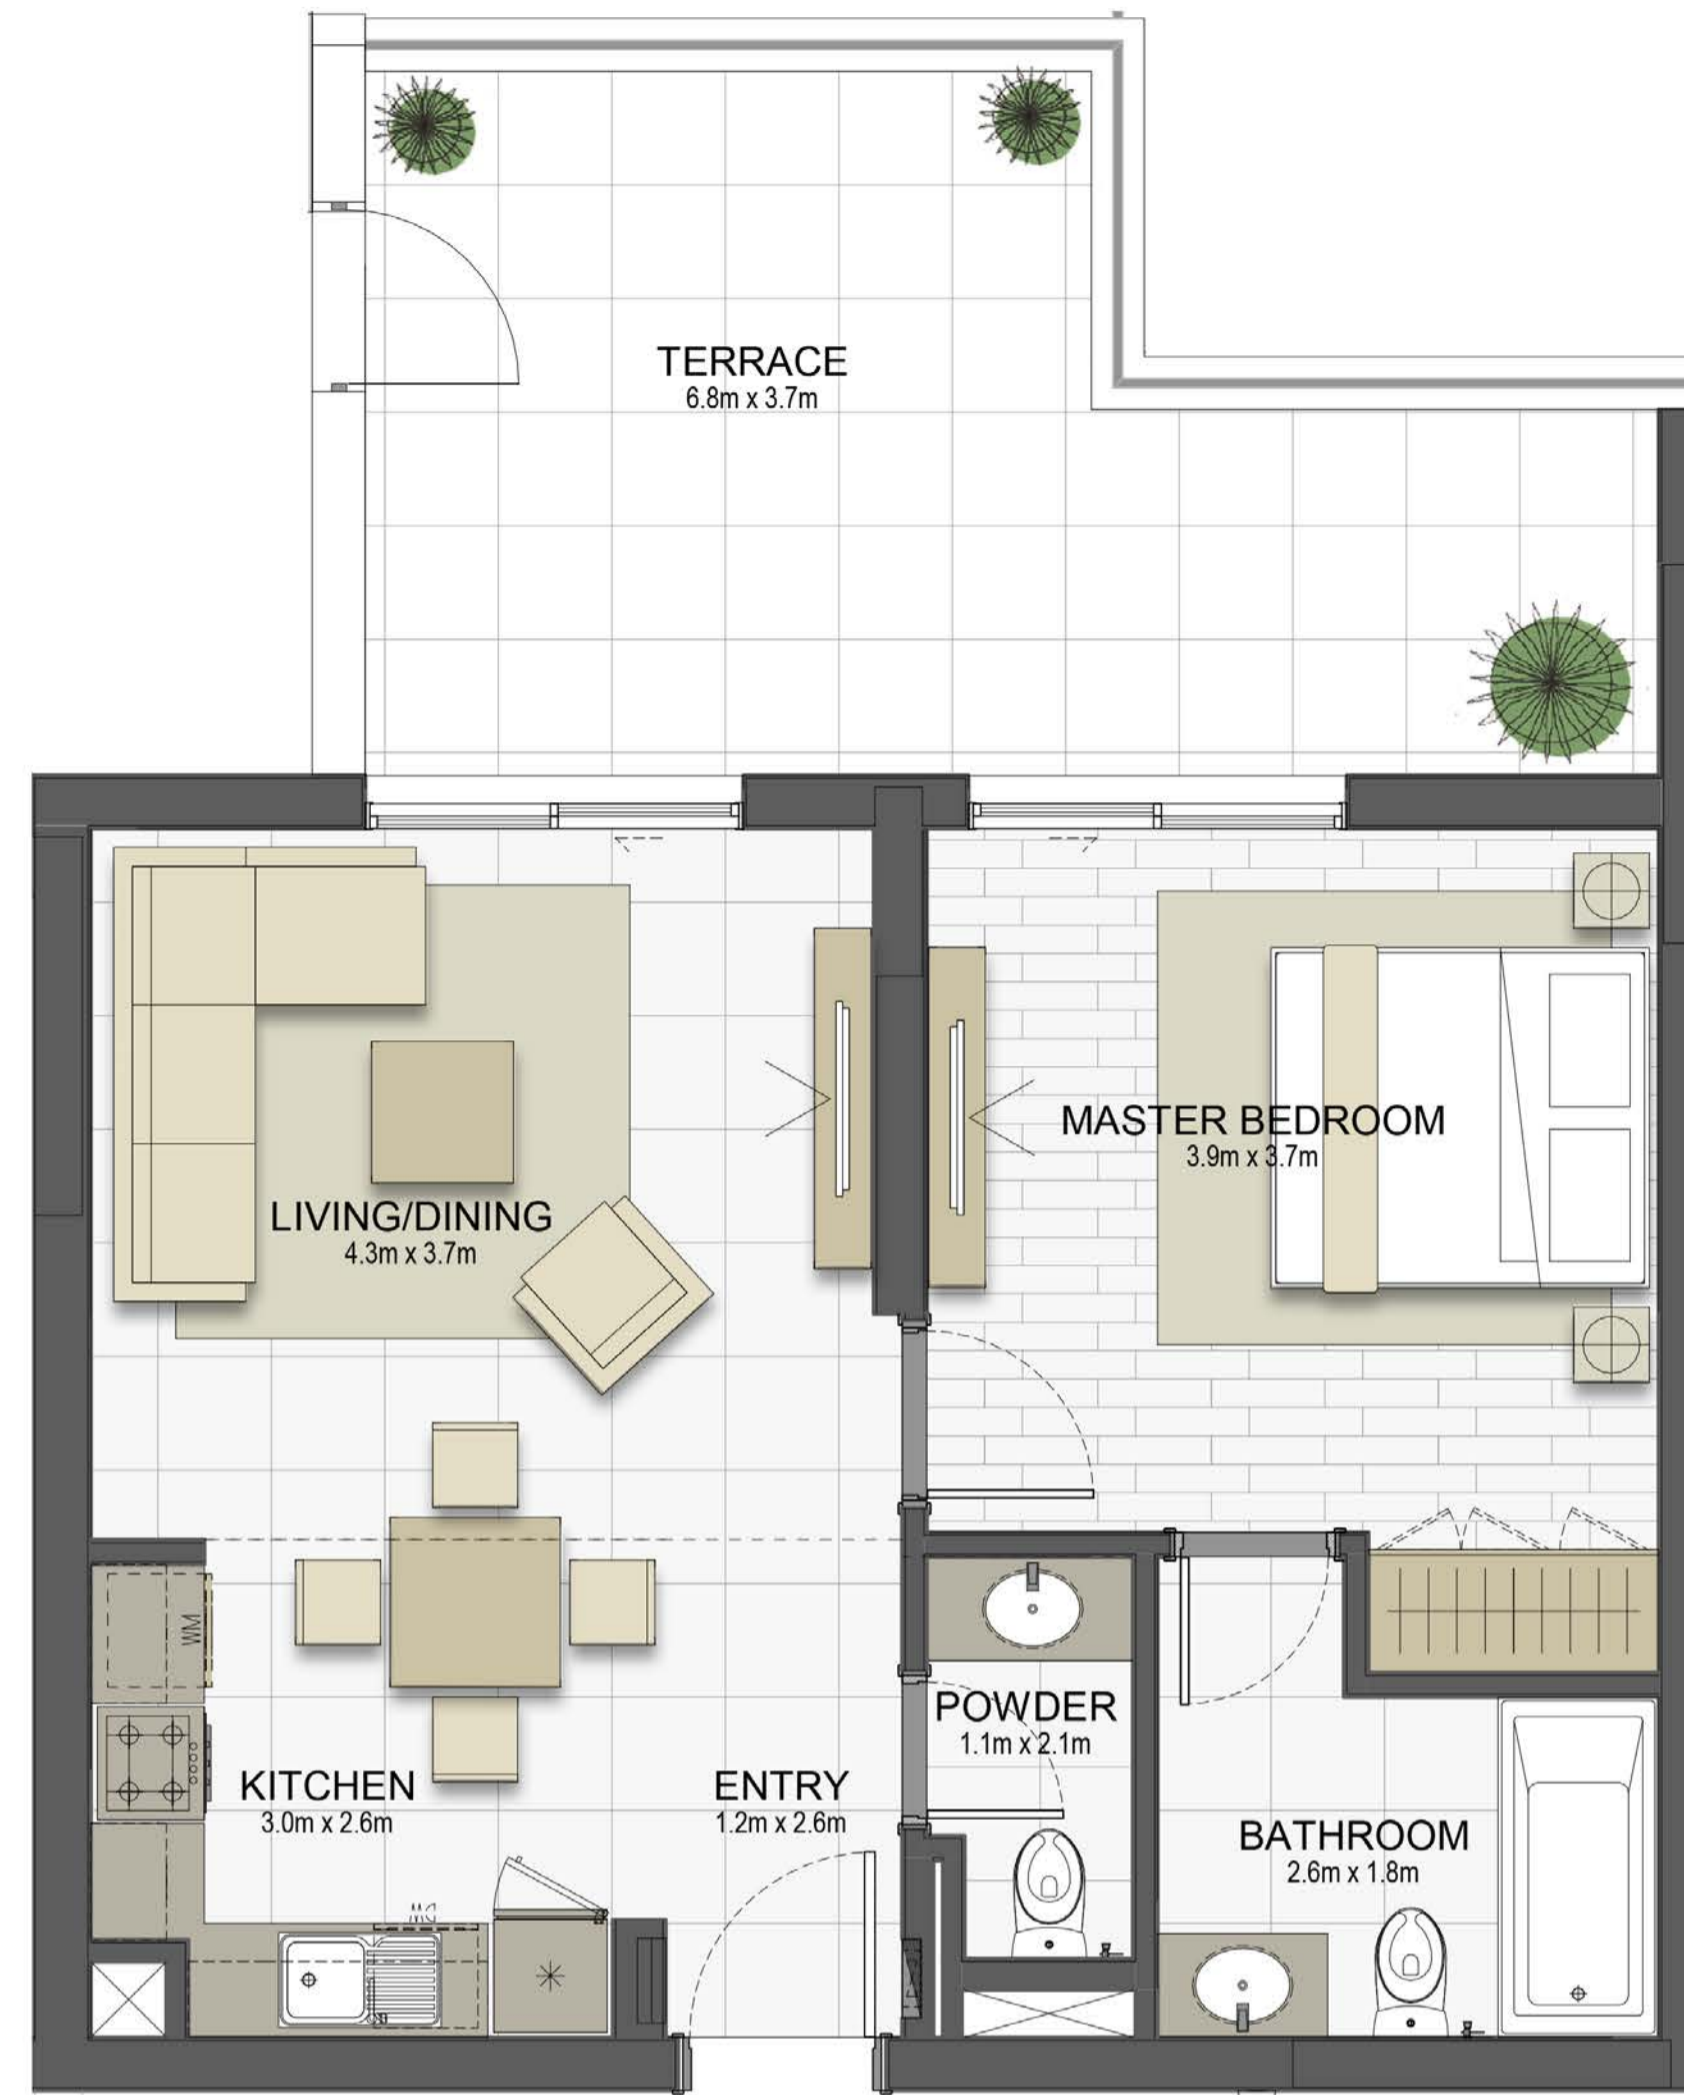 TERRACE
6.8m x 3.7m
MASTER BEDROOM
3.9m x 3.7m
LIVING/DINING
4.3m x 3.7m
WM
POWDER
1.1m x 2.1m
KITCHEN
3.0m x 2.6m
ENTRY
1.2m x 2.6m
BATHROOM
2.6m x 1.8m
DW